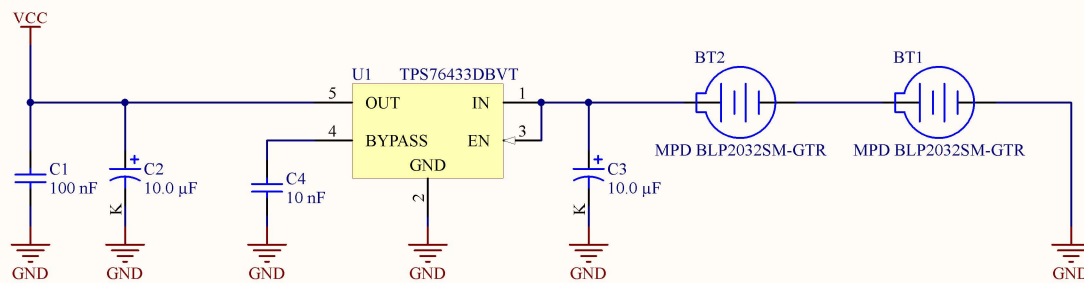 VCC
U1 TPS76433DBVT
BT2
BT1
5 OUT IN 1
4 BYPASS EN 3
GND
2
MPD BLP2032SM-GTR
MPD BLP2032SM-GTR
C1
100 nF
C2
10.0 µF
K
C4
10 nF
C3
10.0 µF
K
GND
GND
GND
GND
GND
GND